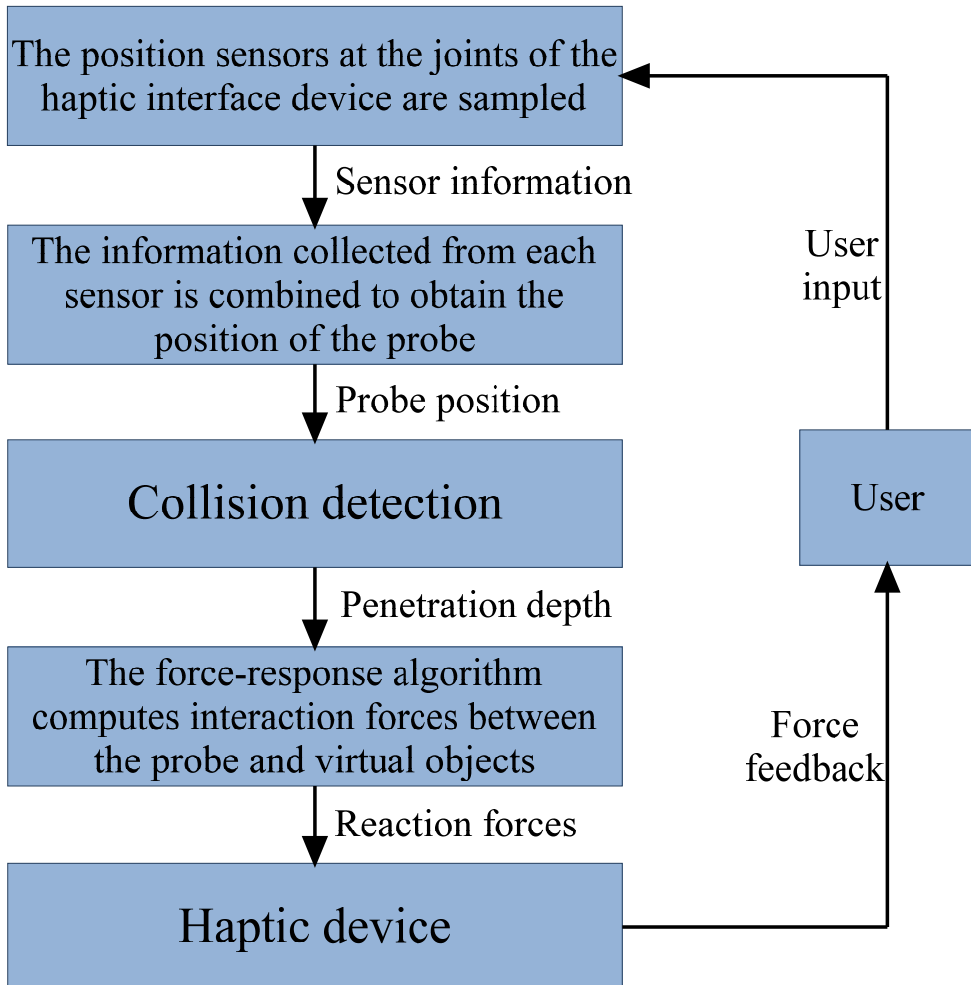 The position sensors at the joints of the
haptic interface device are sampled
Sensor information
The information collected from each
sensor is combined to obtain the
position of the probe
Probe position
Collision detection
Penetration depth
The force-response algorithm
computes interaction forces between
the probe and virtual objects
Reaction forces
Haptic device
Force
feedback
User
User
input